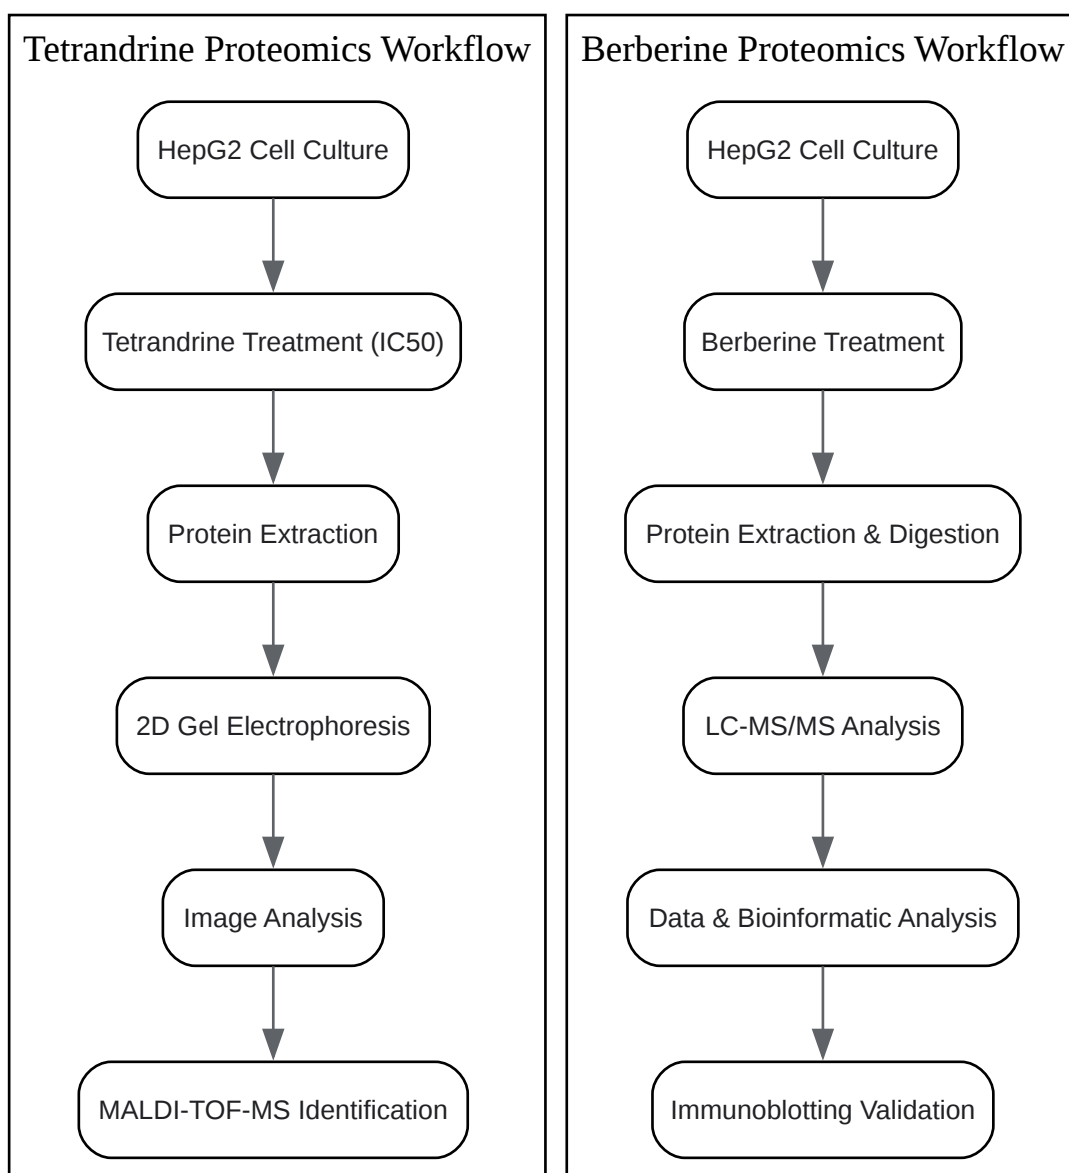 Tetrandrine Proteomics Workflow
HepG2 Cell Culture
Tetrandrine Treatment (IC50)
Protein Extraction
2D Gel Electrophoresis
Image Analysis
MALDI-TOF-MS Identification
Berberine Proteomics Workflow
HepG2 Cell Culture
Berberine Treatment
Protein Extraction & Digestion
LC-MS/MS Analysis
Data & Bioinformatic Analysis
Immunoblotting Validation